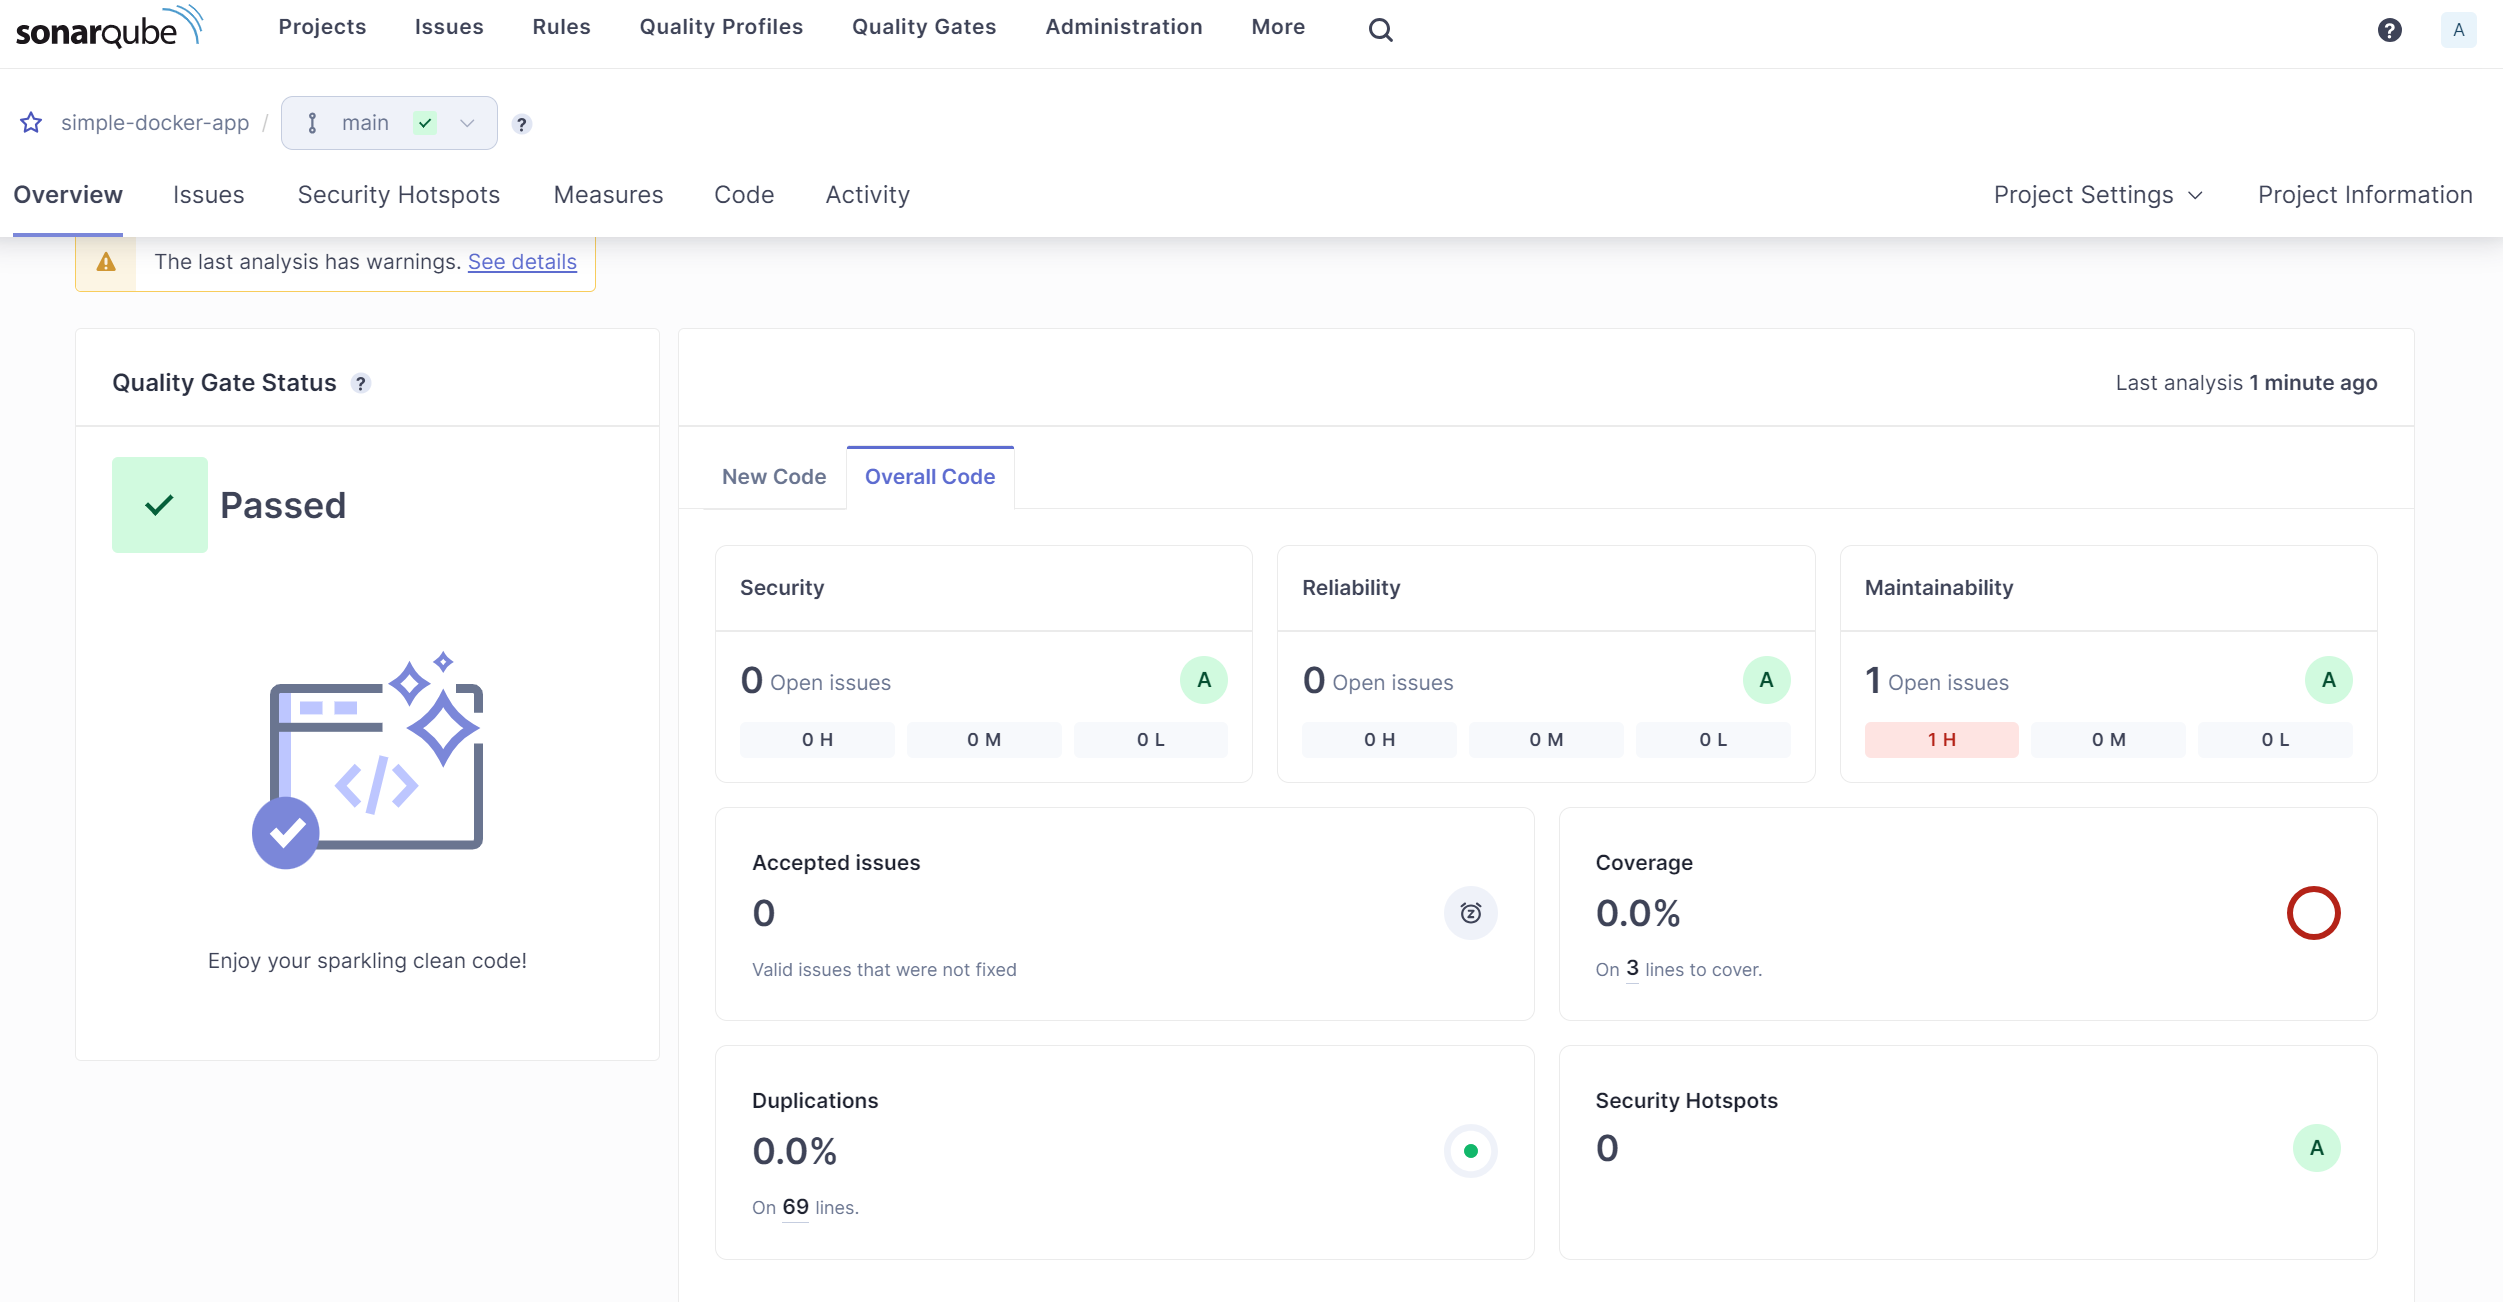 sonarqube
Projects Issues Rules Quality Profiles Quality Gates Administration More ? A
simple-docker-app / main ?
Overview Issues Security Hotspots Measures Code Activity Project Settings Project Information
The last analysis has warnings. See details
Quality Gate Status ?
Passed
</>
Enjoy your sparkling clean code!
Last analysis 1 minute ago
New Code Overall Code
Security
0 Open issues A
0 H 0 M 0 L
Reliability
0 Open issues A
0 H 0 M 0 L
Maintainability
1 Open issues A
1 H 0 M 0 L
Accepted issues
0
Valid issues that were not fixed
Coverage
0.0%
On 3 lines to cover.
Duplications
0.0%
On 69 lines.
Security Hotspots
0 A